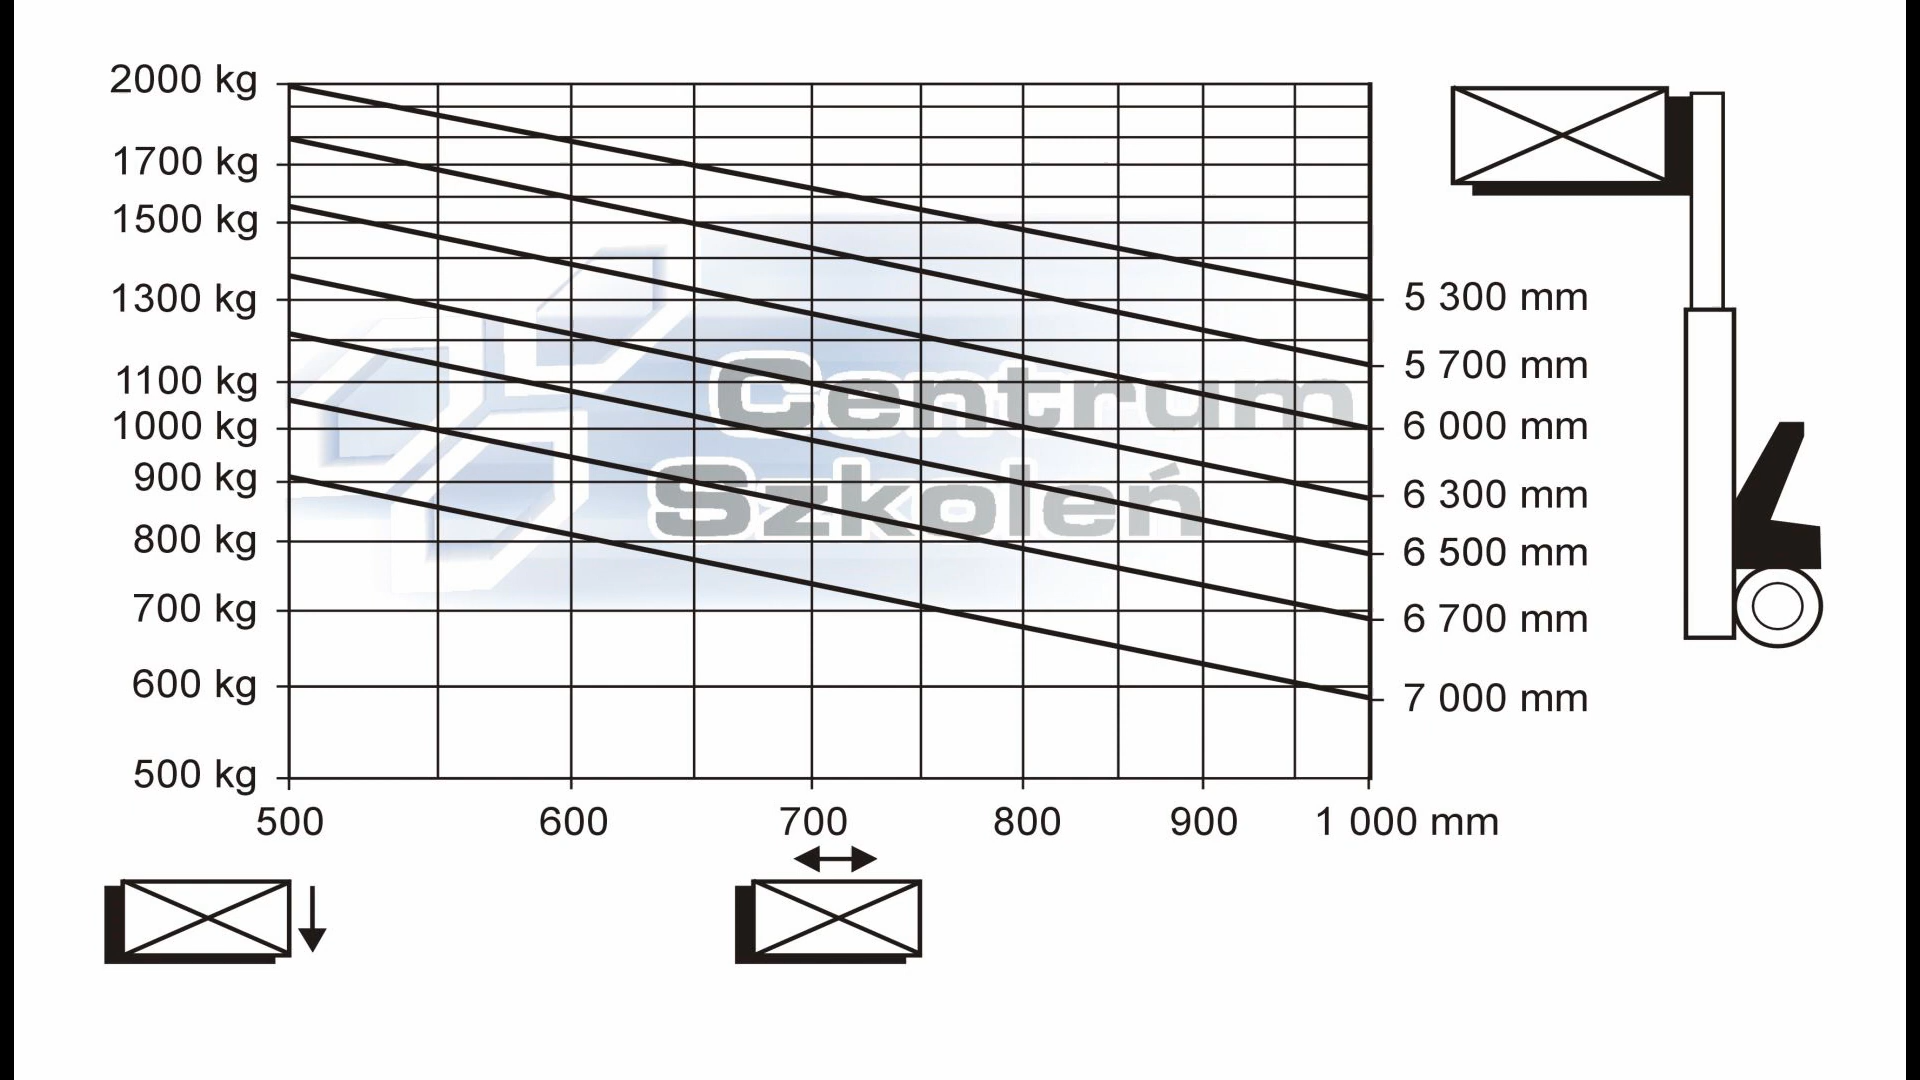 2000 kg
1700 kg
1500 kg
1300 kg
1100 kg
1000 kg
900 kg
800 kg
700 kg
600 kg
500 kg
500 600 700 800 900 1 000 mm
5 300 mm
5 700 mm
6 000 mm
6 300 mm
6 500 mm
6 700 mm
7 000 mm
Centrum
Szkoleń